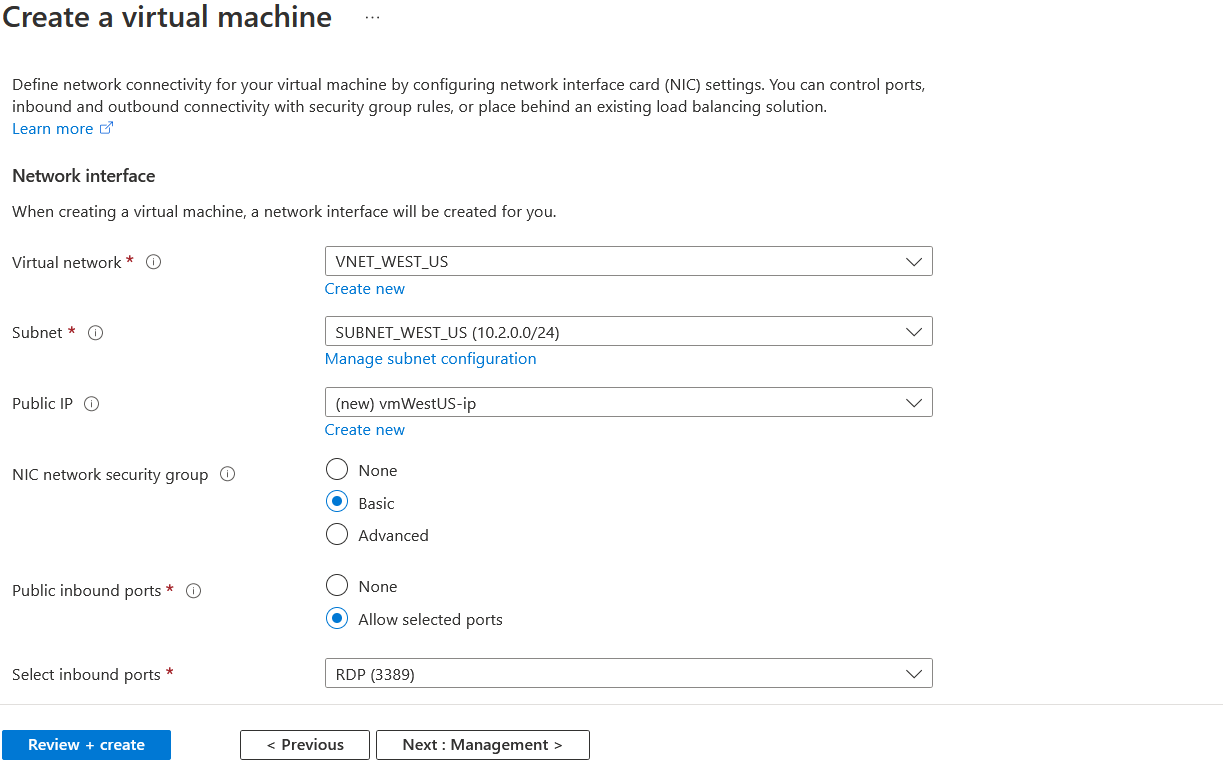 Create a virtual machine ...
Define network connectivity for your virtual machine by configuring network interface card (NIC) settings. You can control ports,
inbound and outbound connectivity with security group rules, or place behind an existing load balancing solution.
Learn more
Network interface
When creating a virtual machine, a network interface will be created for you.
Virtual network * VNET_WEST_US
Create new
Subnet * SUBNET_WEST_US (10.2.0.0/24)
Manage subnet configuration
Public IP (new) vmWestUS-ip
Create new
NIC network security group None
Basic
Advanced
Public inbound ports * None
Allow selected ports
Select inbound ports * RDP (3389)
Review + create < Previous Next : Management >